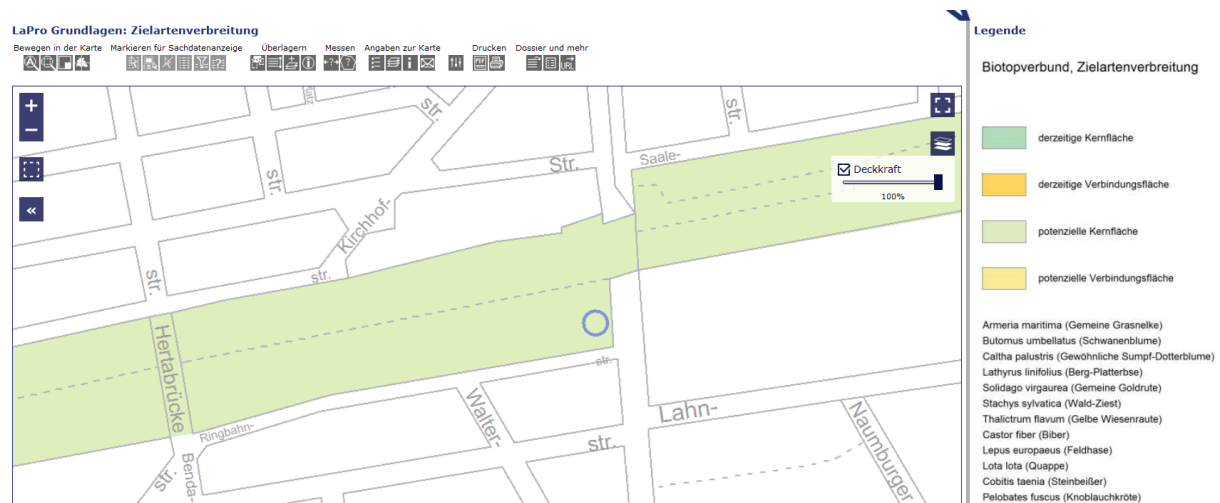 LaPro Grundlagen: Zielartenverbreitung
Bewegen in der Karte Markieren für Sachdatenanzeige Überlagern Messen Angaben zur Karte Drucken Dossier und mehr
PDF
URL
+
−
«
Deckkraft
100%
str.
str.
str.
Str.
Saale-
Kirchhof-
str.
str.
Hertabrücke
str.
Walter-
Lahn-
Ringbahn-
str.
Naumburger
Benda-
str.
Legende
Biotopverbund, Zielartenverbreitung
derzeitige Kernfläche
derzeitige Verbindungsfläche
potenzielle Kernfläche
potenzielle Verbindungsfläche
Armeria maritima (Gemeine Grasnelke)
Butomus umbellatus (Schwanenblume)
Caltha palustris (Gewöhnliche Sumpf-Dotterblume)
Lathyrus linifolius (Berg-Platterbse)
Solidago virgaurea (Gemeine Goldrute)
Stachys sylvatica (Wald-Ziest)
Thalictrum flavum (Gelbe Wiesenraute)
Castor fiber (Biber)
Lepus europaeus (Feldhase)
Lota lota (Quappe)
Cobitis taenia (Steinbeißer)
Pelobates fuscus (Knoblauchkröte)